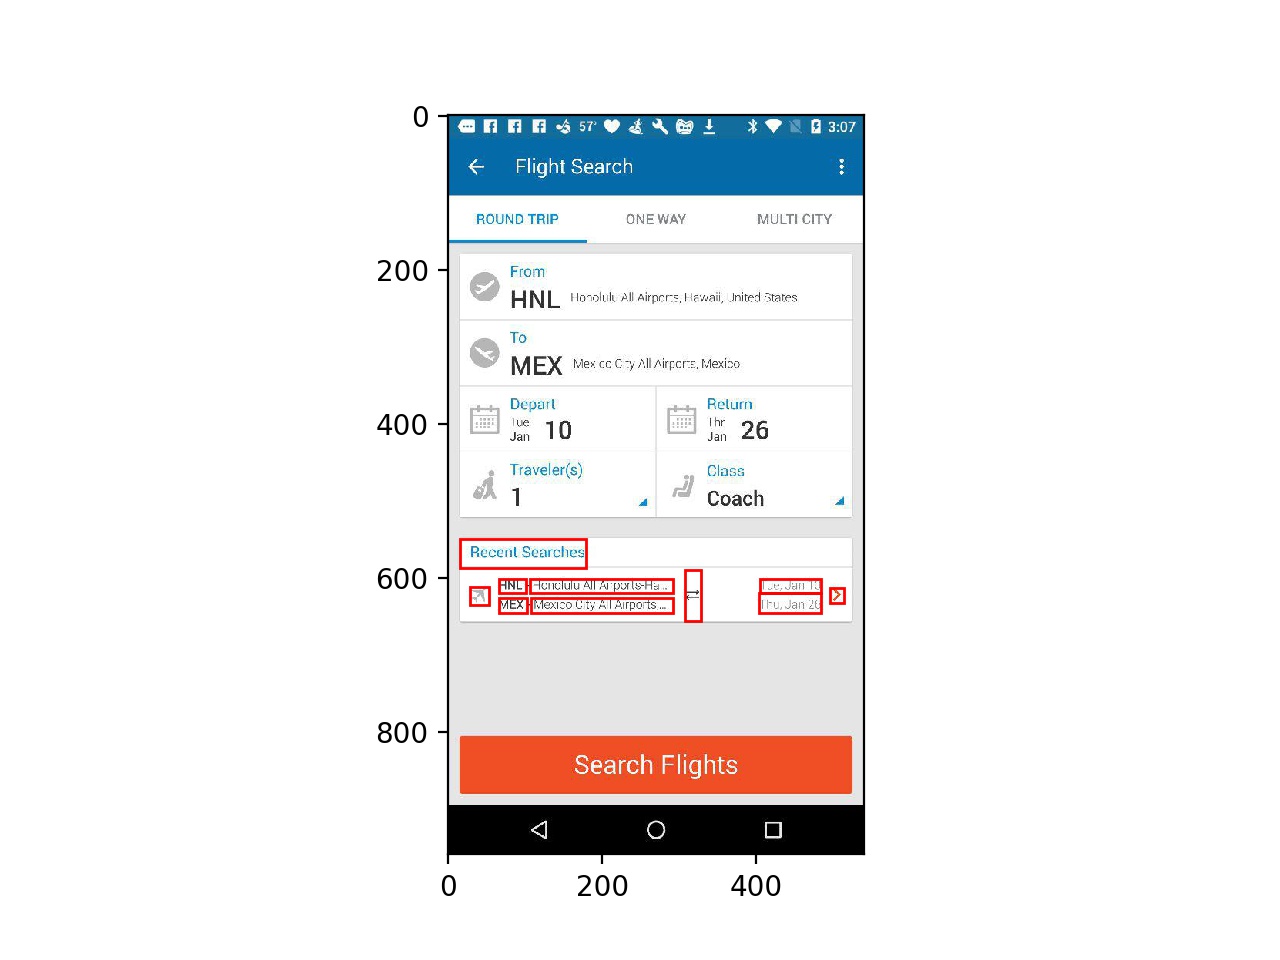 0
200
400
600
800
0
200
400
57°
3:07
Flight Search
ROUND TRIP
ONE WAY
MULTI CITY
From
HNL Honolulu All Airports, Hawaii, United States
To
MEX Mexico City All Airports, Mexico
Depart
Tue
Jan 10
Return
Thr
Jan 26
Traveler(s)
1
Class
Coach
Recent Searches
HNL - Honolulu All Airports-Ha...
Tue, Jan 10
MEX - Mexico City All Airports ...
Thu, Jan 26
Search Flights